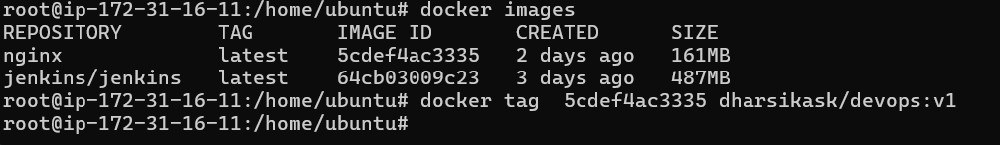 root@ip-172-31-16-11:/home/ubuntu# docker images
REPOSITORY        TAG       IMAGE ID       CREATED      SIZE
nginx             latest    5cdef4ac3335   2 days ago   161MB
jenkins/jenkins   latest    64cb03009c23   3 days ago   487MB
root@ip-172-31-16-11:/home/ubuntu# docker tag  5cdef4ac3335 dharsikask/devops:v1
root@ip-172-31-16-11:/home/ubuntu#